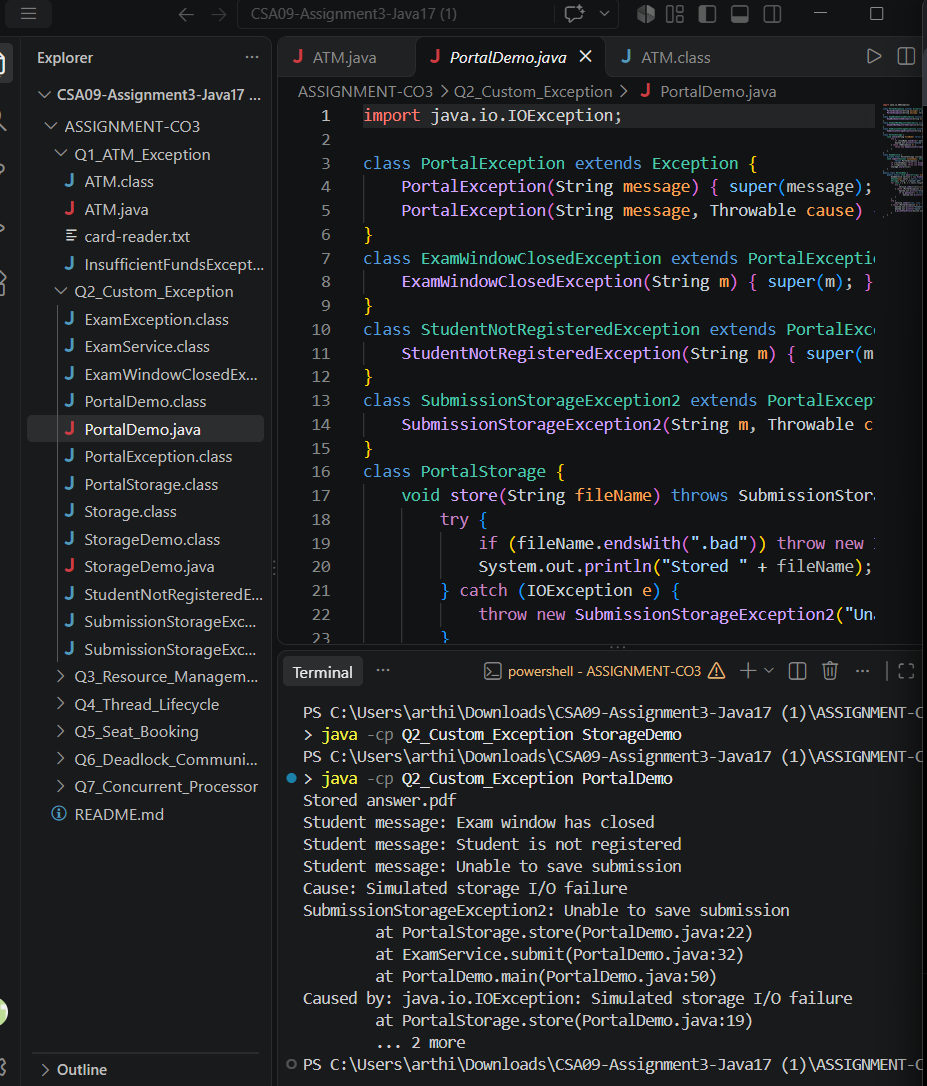 CSA09-Assignment3-Java17 (1)
Explorer
CSA09-Assignment3-Java17 ...
ASSIGNMENT-CO3
Q1_ATM_Exception
ATM.class
ATM.java
card-reader.txt
InsufficientFundsExcept...
Q2_Custom_Exception
ExamException.class
ExamService.class
ExamWindowClosedEx...
PortalDemo.class
PortalDemo.java
PortalException.class
PortalStorage.class
Storage.class
StorageDemo.class
StorageDemo.java
StudentNotRegisteredE...
SubmissionStorageExc...
SubmissionStorageExc...
Q3_Resource_Managem...
Q4_Thread_Lifecycle
Q5_Seat_Booking
Q6_Deadlock_Communi...
Q7_Concurrent_Processor
README.md
Outline
ATM.java PortalDemo.java ATM.class
ASSIGNMENT-CO3 > Q2_Custom_Exception > PortalDemo.java
1 import java.io.IOException;
2
3 class PortalException extends Exception {
4 PortalException(String message) { super(message);
5 PortalException(String message, Throwable cause)
6 }
7 class ExamWindowClosedException extends PortalExcepti
8 ExamWindowClosedException(String m) { super(m); }
9 }
10 class StudentNotRegisteredException extends PortalExc
11 StudentNotRegisteredException(String m) { super(m
12 }
13 class SubmissionStorageException2 extends PortalExcep
14 SubmissionStorageException2(String m, Throwable c
15 }
16 class PortalStorage {
17 void store(String fileName) throws SubmissionStor
18 try {
19 if (fileName.endsWith(".bad")) throw new
20 System.out.println("Stored " + fileName);
21 } catch (IOException e) {
22 throw new SubmissionStorageException2("Una
23 }
Terminal ... powershell - ASSIGNMENT-CO3
PS C:\Users\arthi\Downloads\CSA09-Assignment3-Java17 (1)\ASSIGNMENT-C
> java -cp Q2_Custom_Exception StorageDemo
PS C:\Users\arthi\Downloads\CSA09-Assignment3-Java17 (1)\ASSIGNMENT-C
> java -cp Q2_Custom_Exception PortalDemo
Stored answer.pdf
Student message: Exam window has closed
Student message: Student is not registered
Student message: Unable to save submission
Cause: Simulated storage I/O failure
SubmissionStorageException2: Unable to save submission
at PortalStorage.store(PortalDemo.java:22)
at ExamService.submit(PortalDemo.java:32)
at PortalDemo.main(PortalDemo.java:50)
Caused by: java.io.IOException: Simulated storage I/O failure
at PortalStorage.store(PortalDemo.java:19)
... 2 more
PS C:\Users\arthi\Downloads\CSA09-Assignment3-Java17 (1)\ASSIGNMENT-C